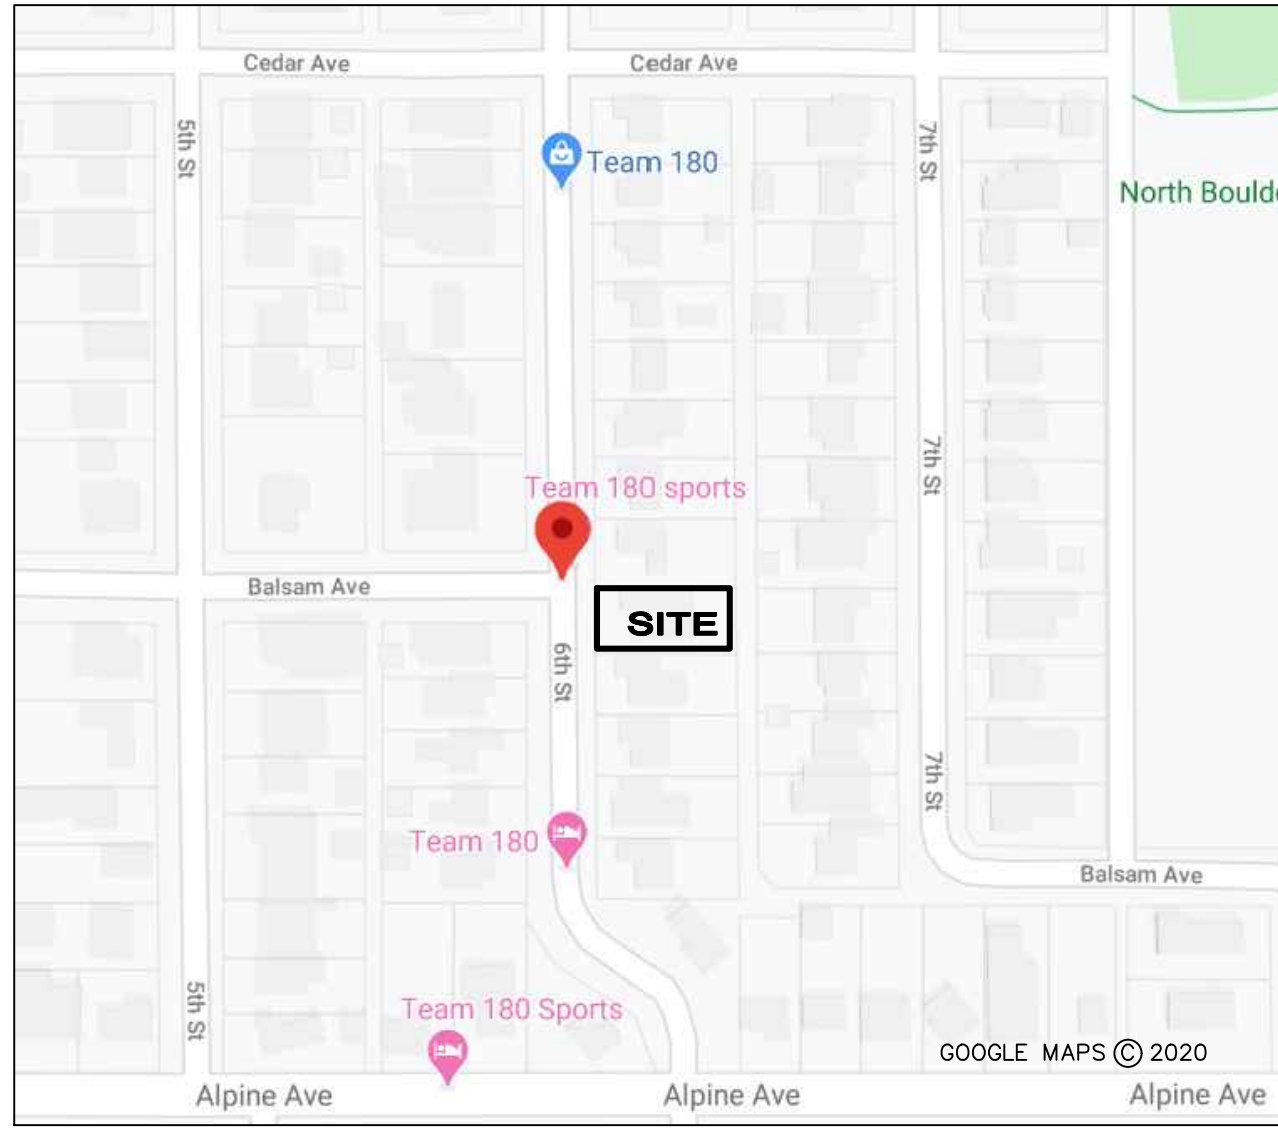 Cedar Ave
Cedar Ave
5th St
7th St
Team 180
North Boulde
7th St
Team 180 sports
Balsam Ave
SITE
6th St
7th St
Team 180
Balsam Ave
5th St
Team 180 Sports
GOOGLE MAPS © 2020
Alpine Ave
Alpine Ave
Alpine Ave